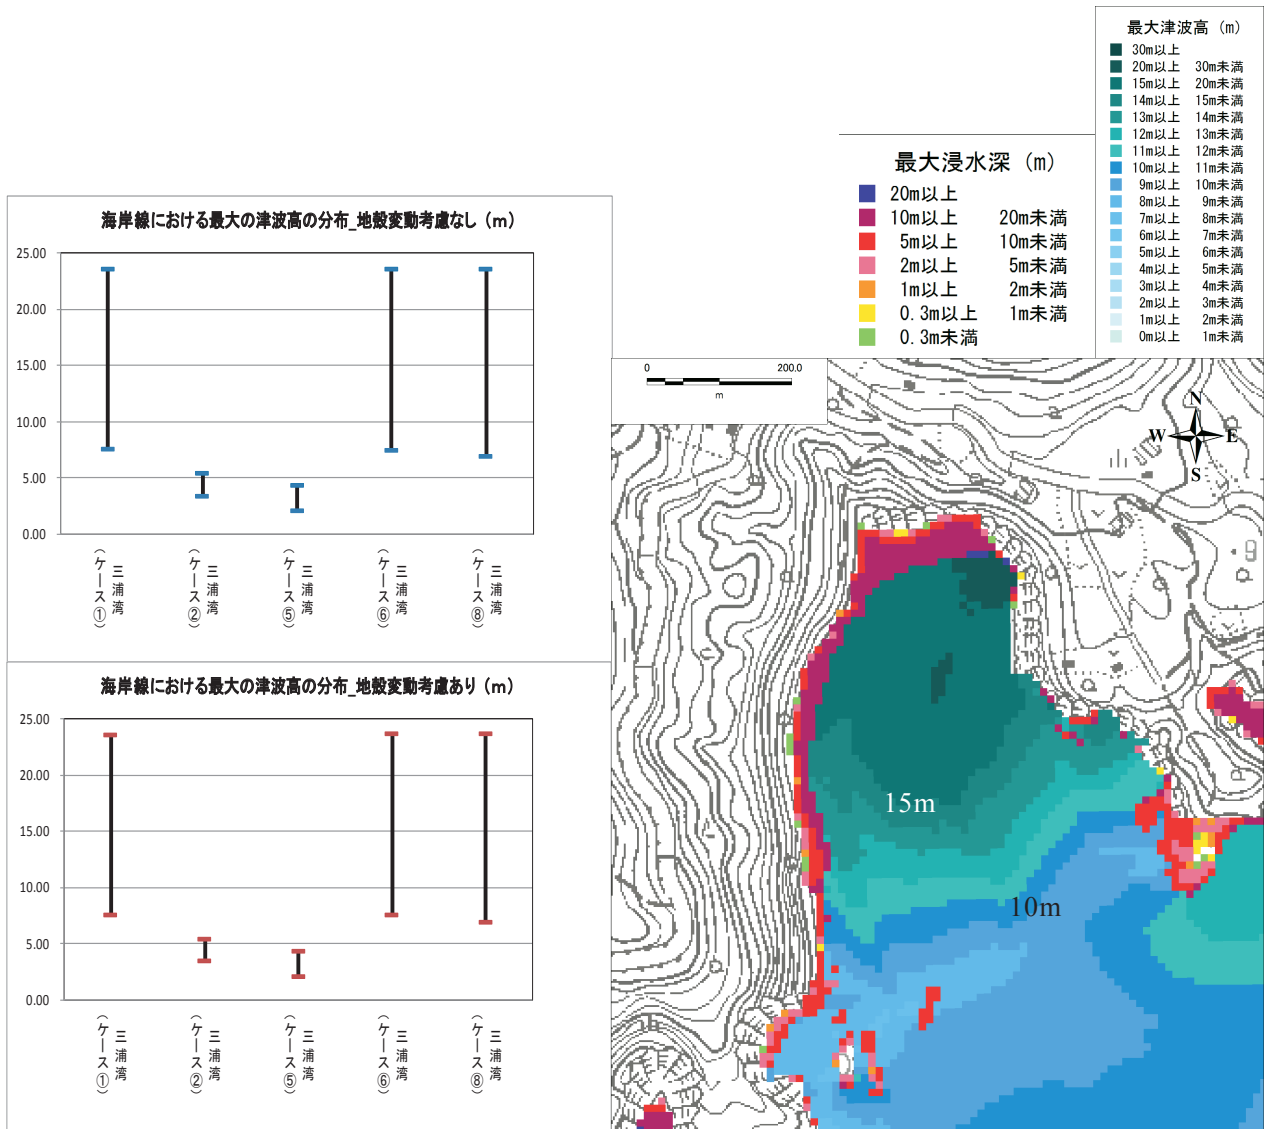 海岸線における最大の津波高の分布_地殻変動考慮なし（m）
25.00
20.00
15.00
10.00
5.00
0.00
三浦湾（ケース①）
三浦湾（ケース②）
三浦湾（ケース⑤）
三浦湾（ケース⑥）
三浦湾（ケース⑧）
海岸線における最大の津波高の分布_地殻変動考慮あり（m）
25.00
20.00
15.00
10.00
5.00
0.00
三浦湾（ケース①）
三浦湾（ケース②）
三浦湾（ケース⑤）
三浦湾（ケース⑥）
三浦湾（ケース⑧）
最大浸水深（m）
20m以上
10m以上 20m未満
5m以上 10m未満
2m以上 5m未満
1m以上 2m未満
0.3m以上 1m未満
0.3m未満
最大津波高（m）
30m以上
20m以上 30m未満
15m以上 20m未満
14m以上 15m未満
13m以上 14m未満
12m以上 13m未満
11m以上 12m未満
10m以上 11m未満
9m以上 10m未満
8m以上 9m未満
7m以上 8m未満
6m以上 7m未満
5m以上 6m未満
4m以上 5m未満
3m以上 4m未満
2m以上 3m未満
1m以上 2m未満
0m以上 1m未満
0 200.0
m
N
W E
S
15m
10m